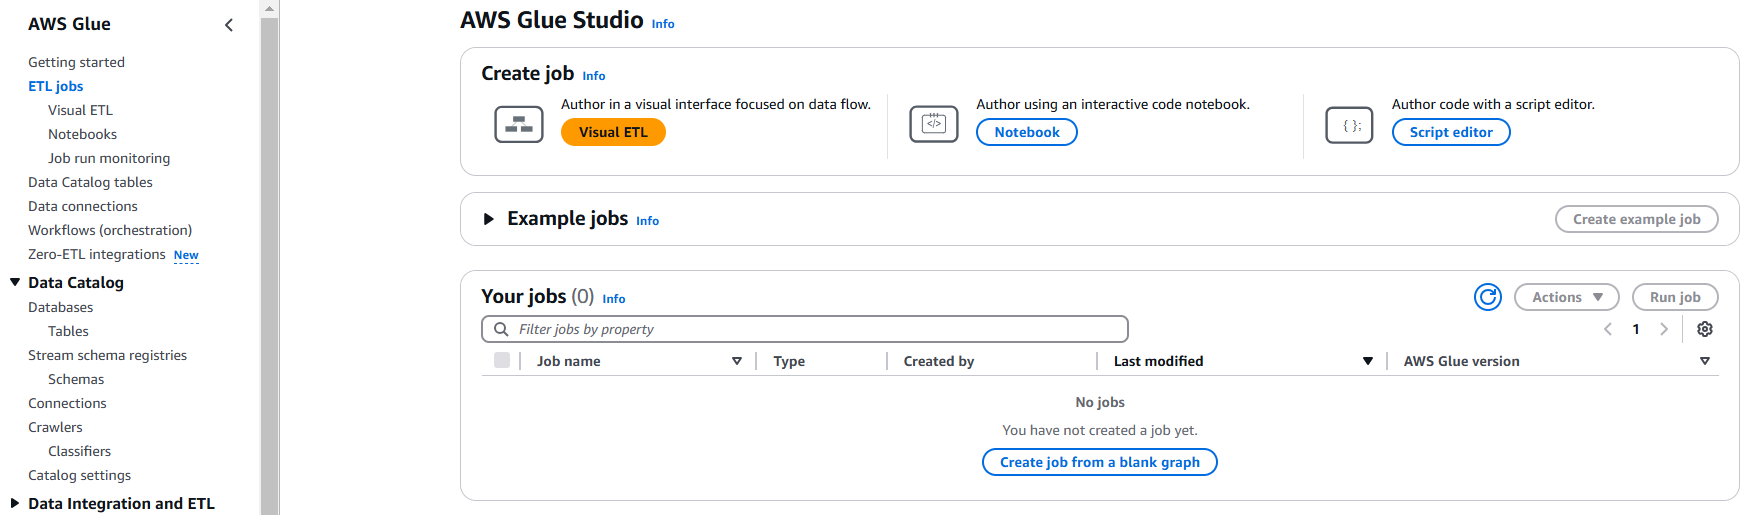 AWS Glue
Getting started
ETL jobs
Visual ETL
Notebooks
Job run monitoring
Data Catalog tables
Data connections
Workflows (orchestration)
Zero-ETL integrations New
Data Catalog
Databases
Tables
Stream schema registries
Schemas
Connections
Crawlers
Classifiers
Catalog settings
Data Integration and ETL
AWS Glue Studio Info
Create job Info
Author in a visual interface focused on data flow.
Visual ETL
</>
Author using an interactive code notebook.
Notebook
{ };
Author code with a script editor.
Script editor
Example jobs Info
Create example job
Your jobs (0) Info
Actions
Run job
Filter jobs by property
1
Job name Type Created by Last modified AWS Glue version
No jobs
You have not created a job yet.
Create job from a blank graph